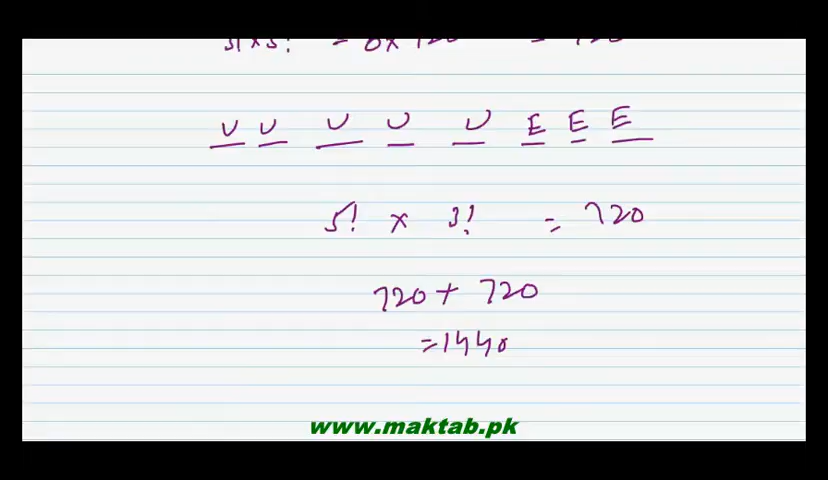 U U U U U E E E
5! × 3! = 720
720 + 720
= 1440
www.maktab.pk